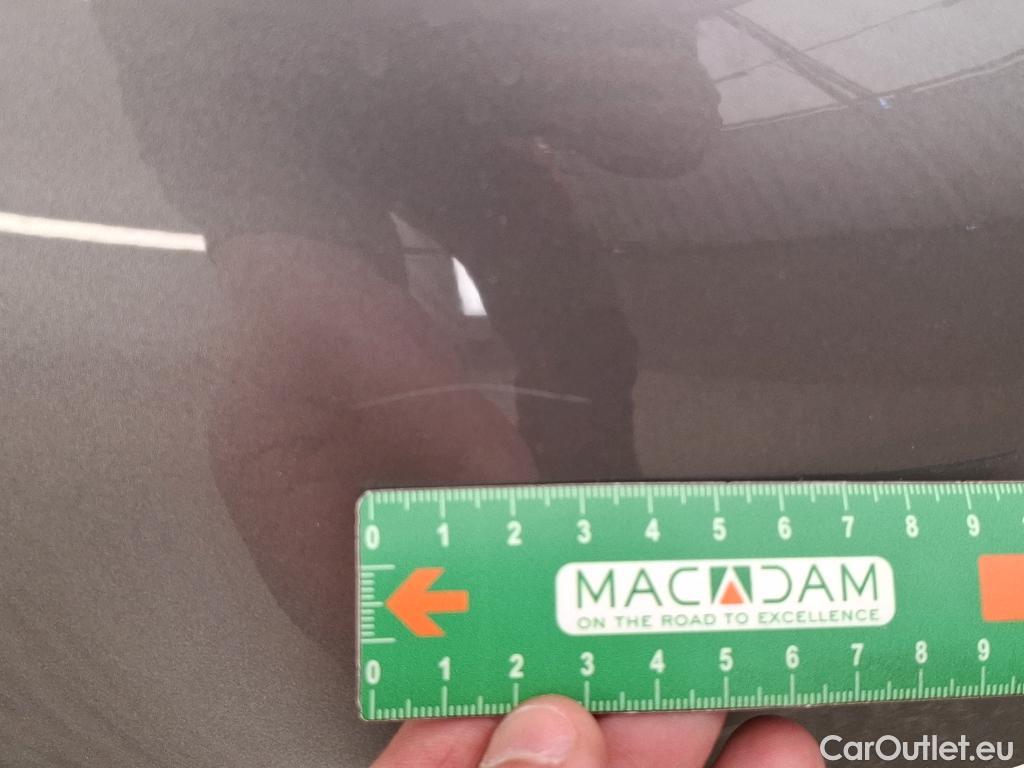 0 1 2 3 4 5 6 7 8 9
MACADAM
ON THE ROAD TO EXCELLENCE
0 1 2 3 4 5 6 7 8 9
CarOutlet.eu